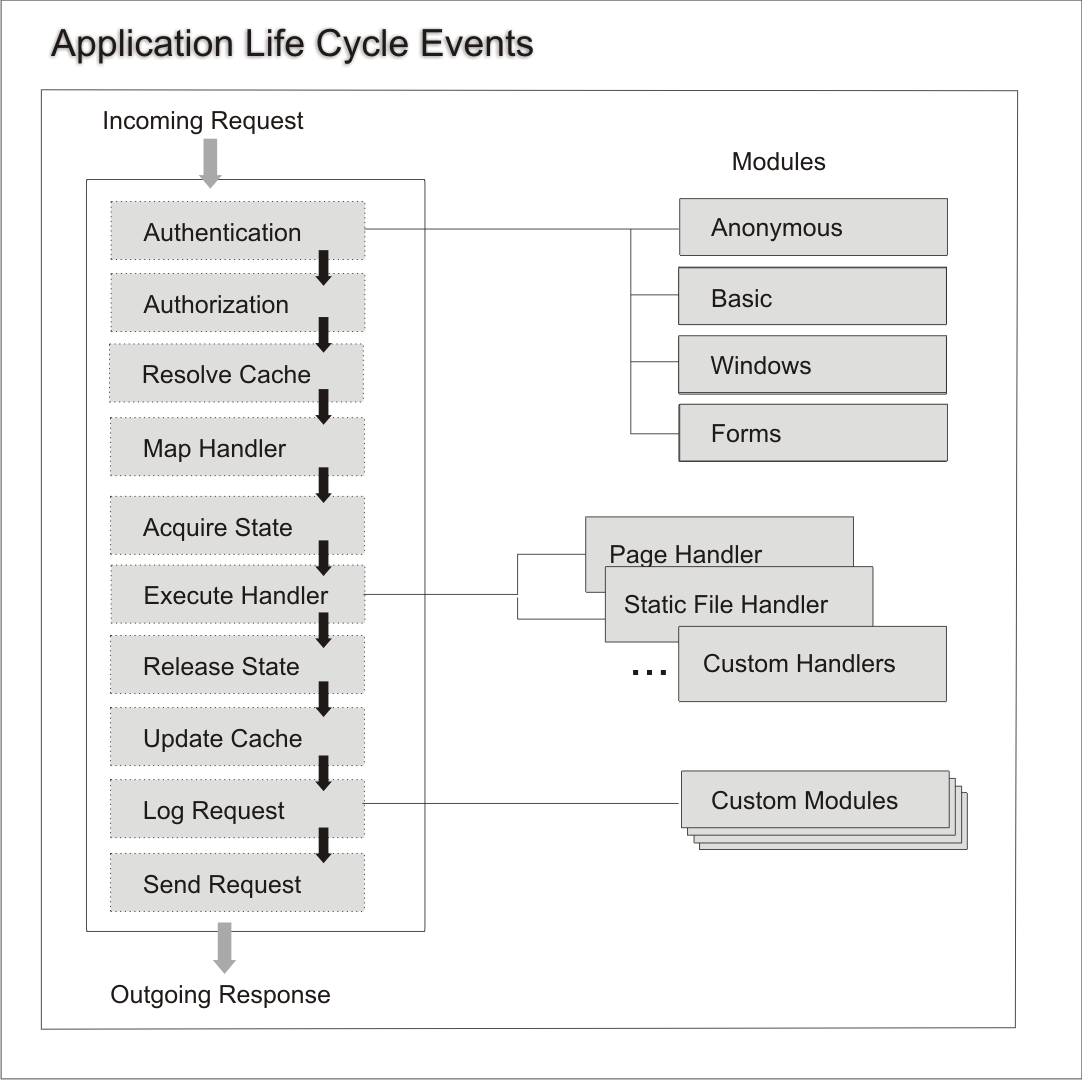 Application Life Cycle Events
Incoming Request
Authentication
Authorization
Resolve Cache
Map Handler
Acquire State
Execute Handler
Release State
Update Cache
Log Request
Send Request
Outgoing Response
Modules
Anonymous
Basic
Windows
Forms
Page Handler
Static File Handler
...
Custom Handlers
Custom Modules